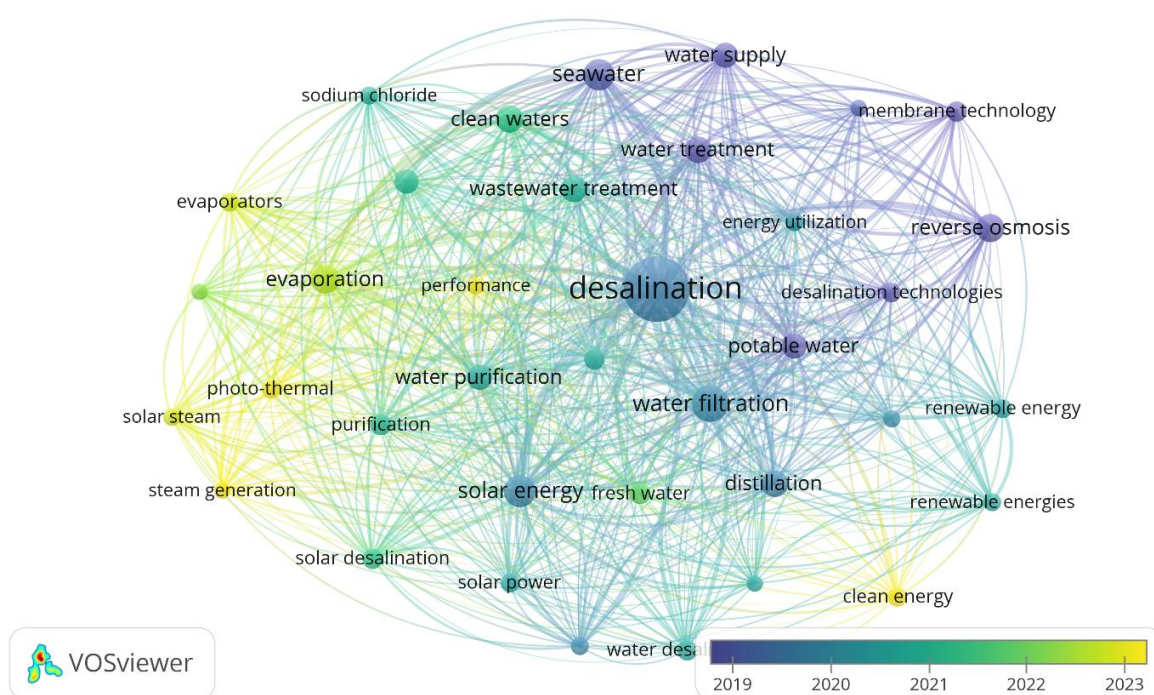 water supply
seawater
sodium chloride
membrane technology
clean waters
water treatment
wastewater treatment
evaporators
energy utilization
reverse osmosis
evaporation
performance
desalination
desalination technologies
potable water
water purification
photo-thermal
water filtration
renewable energy
solar steam
purification
distillation
steam generation
solar energy
fresh water
renewable energies
solar desalination
solar power
clean energy
water desal
VOSviewer
2019 2020 2021 2022 2023